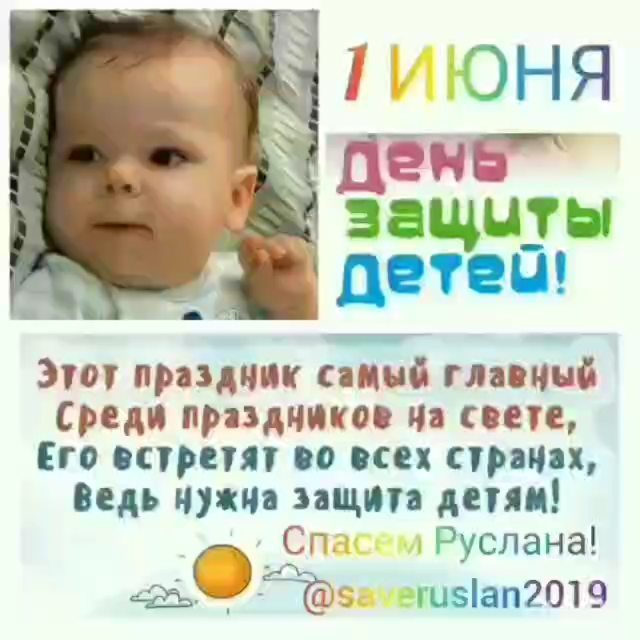 1 ИЮНЯ
День
защиты
детей!
Этот праздник самый главный
Среди праздников на свете,
Его встретят во всех странах,
Ведь нужна защита детям!
Спасем Руслана!
@saveruslan2019